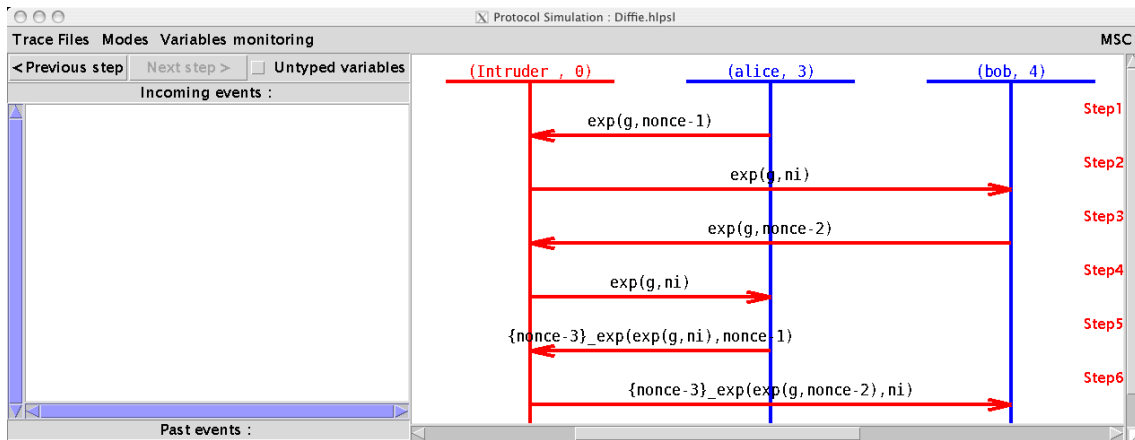 Protocol Simulation : Diffie.hlpsl
Trace Files Modes Variables monitoring MSC
<Previous step Next step > Untyped variables
Incoming events :
Past events :
(Intruder , 0) (alice, 3) (bob, 4)
Step1
exp(g,nonce-1)
Step2
exp(g,ni)
Step3
exp(g,nonce-2)
Step4
exp(g,ni)
Step5
{nonce-3}_exp(exp(g,ni),nonce-1)
Step6
{nonce-3}_exp(exp(g,nonce-2),ni)